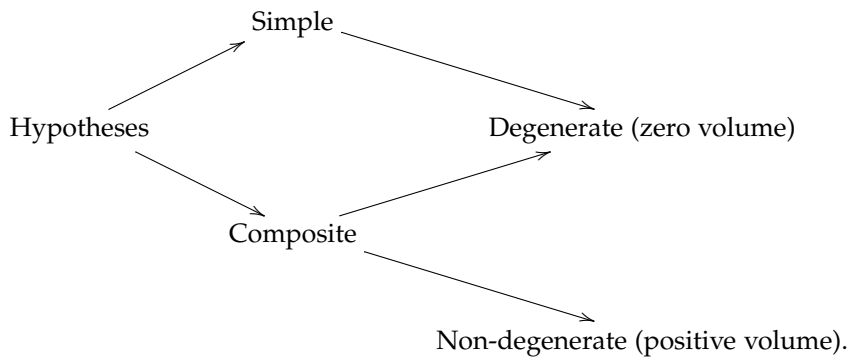 Simple
Hypotheses
Degenerate (zero volume)
Composite
Non-degenerate (positive volume).